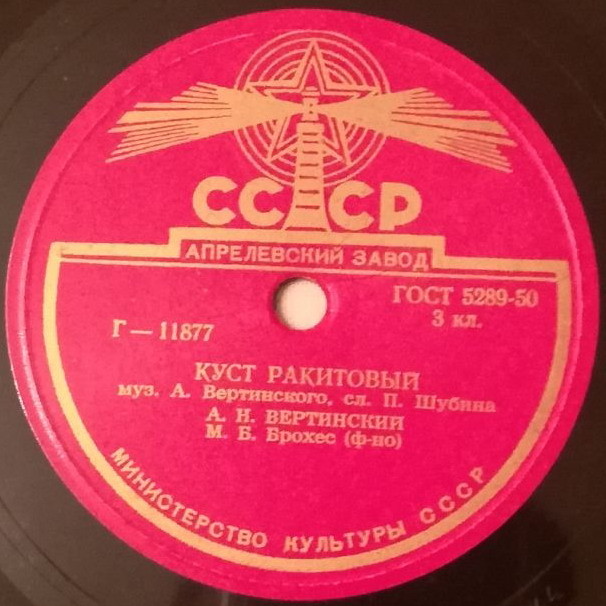 СССР
АПРЕЛЕВСКИЙ ЗАВОД
ГОСТ 5289-50
3 кл.
Г—11877
КУСТ РАКИТОВЫЙ
муз. А. Вертинского, сл. П. Шубина
А. Н. ВЕРТИНСКИЙ
М. Б. Брохес (ф-но)
МИНИСТЕРСТВО КУЛЬТУРЫ СССР